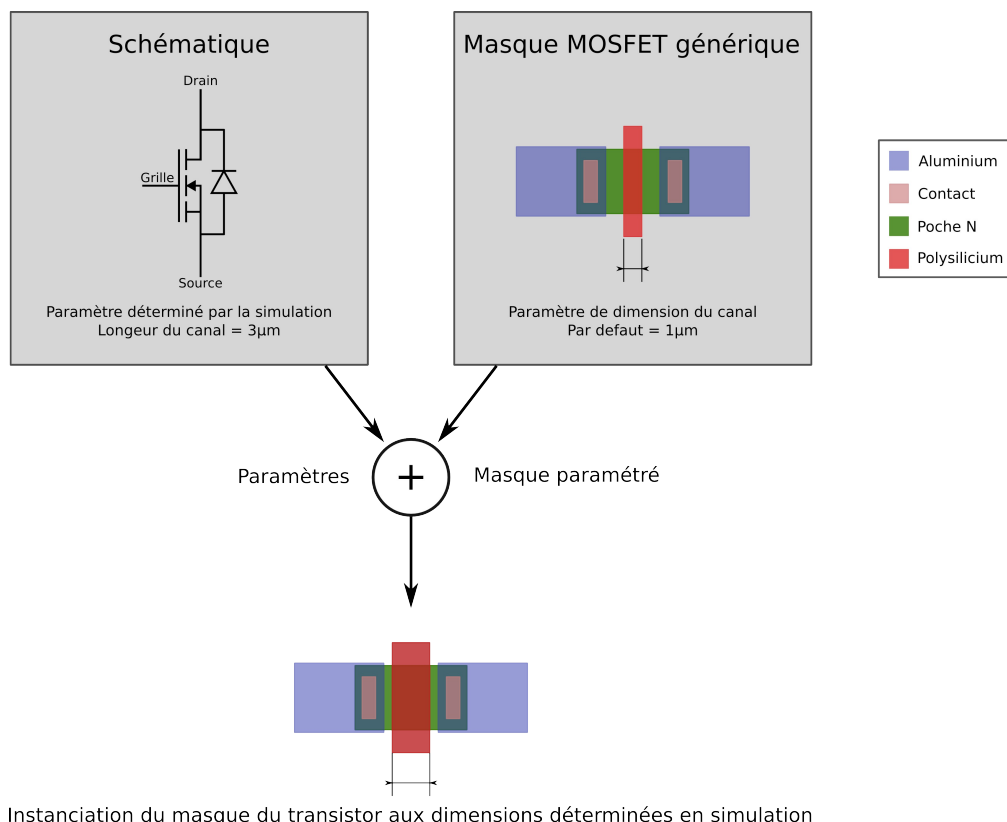 Schématique
Drain
Grille
Source
Paramètre déterminé par la simulation
Longeur du canal = 3μm
Masque MOSFET générique
Paramètre de dimension du canal
Par defaut = 1μm
Aluminium
Contact
Poche N
Polysilicium
Paramètres
+
Masque paramétré
Instanciation du masque du transistor aux dimensions déterminées en simulation